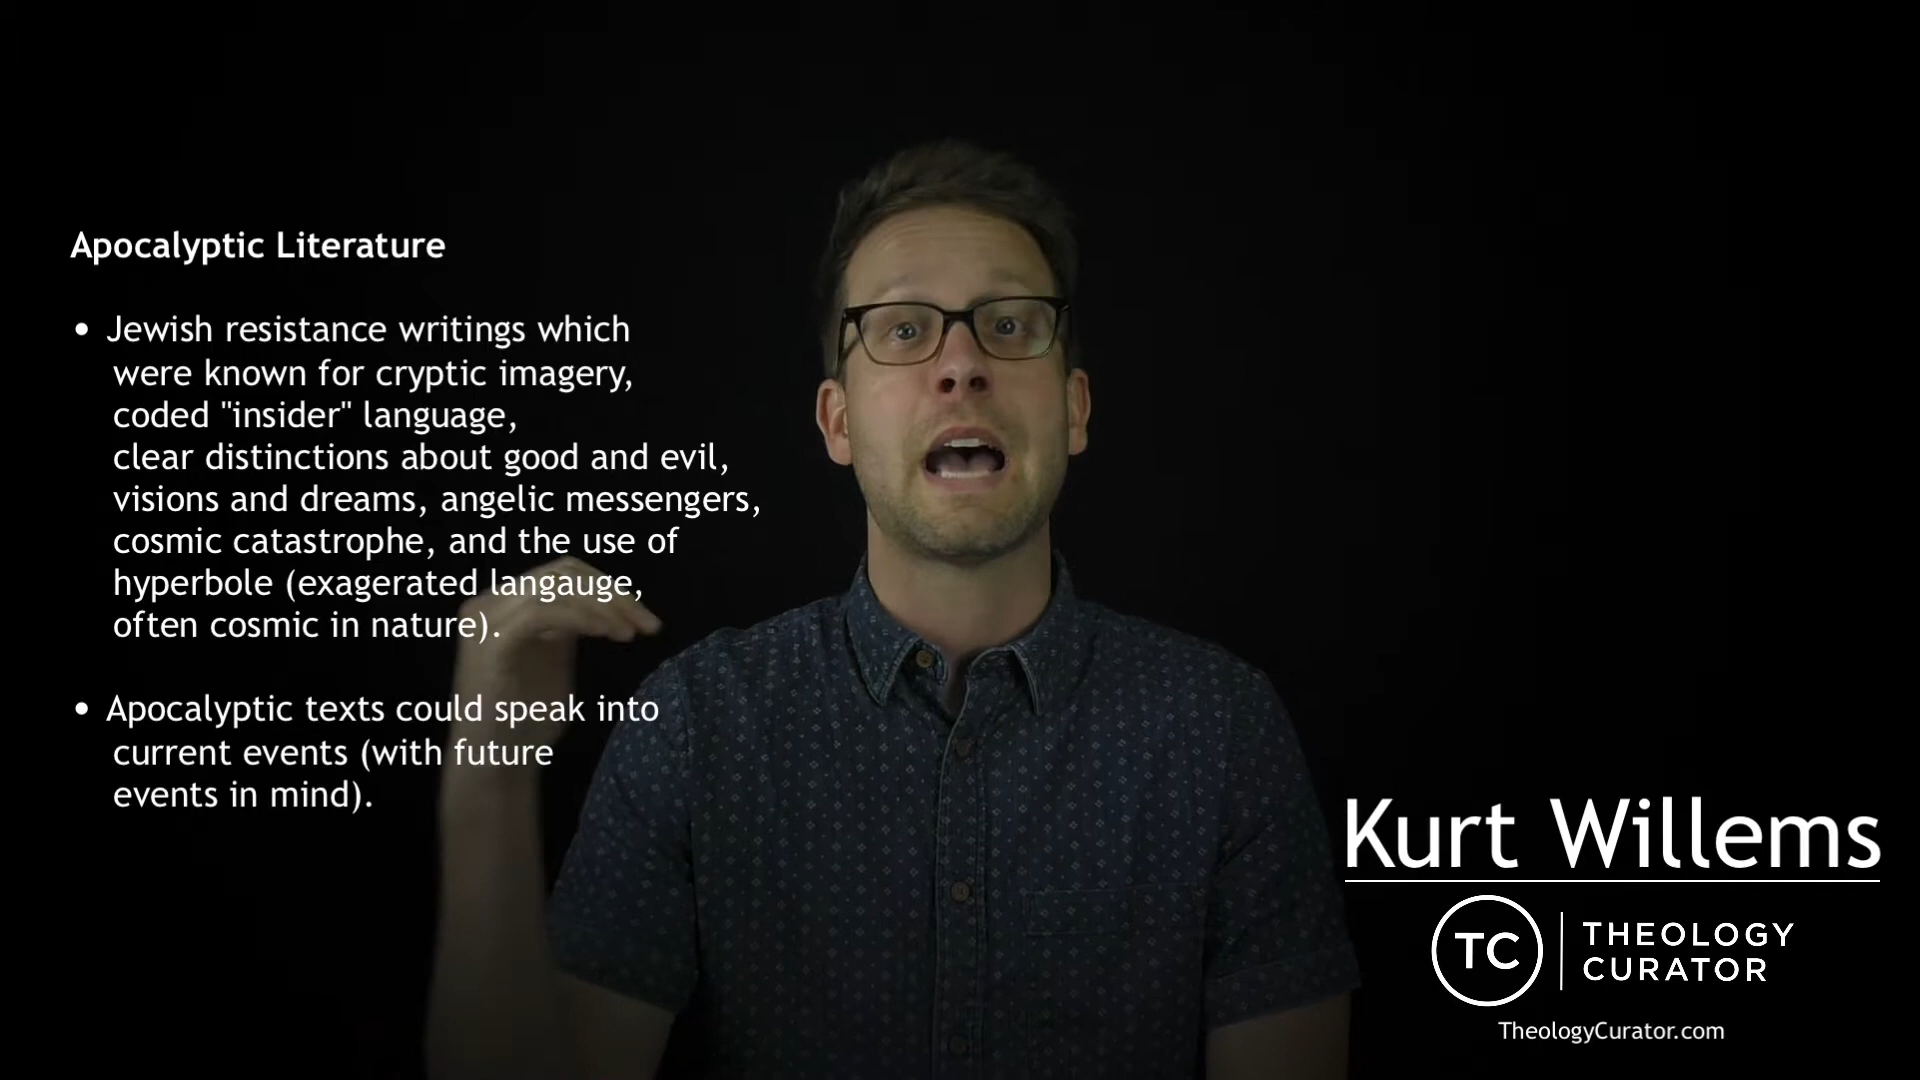 Apocalyptic Literature
• Jewish resistance writings which
were known for cryptic imagery,
coded "insider" language,
clear distinctions about good and evil,
visions and dreams, angelic messengers,
cosmic catastrophe, and the use of
hyperbole (exagerated langauge,
often cosmic in nature).
• Apocalyptic texts could speak into
current events (with future
events in mind).
Kurt Willems
TC
THEOLOGY
CURATOR
TheologyCurator.com